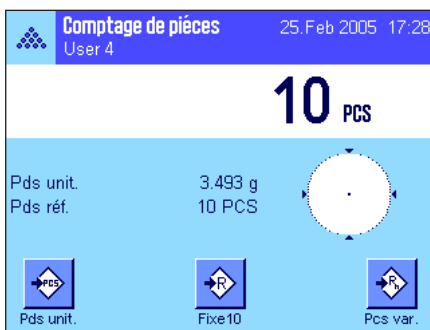 Comptage de piéces 25.Feb 2005 17:28
User 4
10 PCS
Pds unit. 3.493 g
Pds réf. 10 PCS
PCS R Rn
Pds unit. Fixe10 Pcs var.